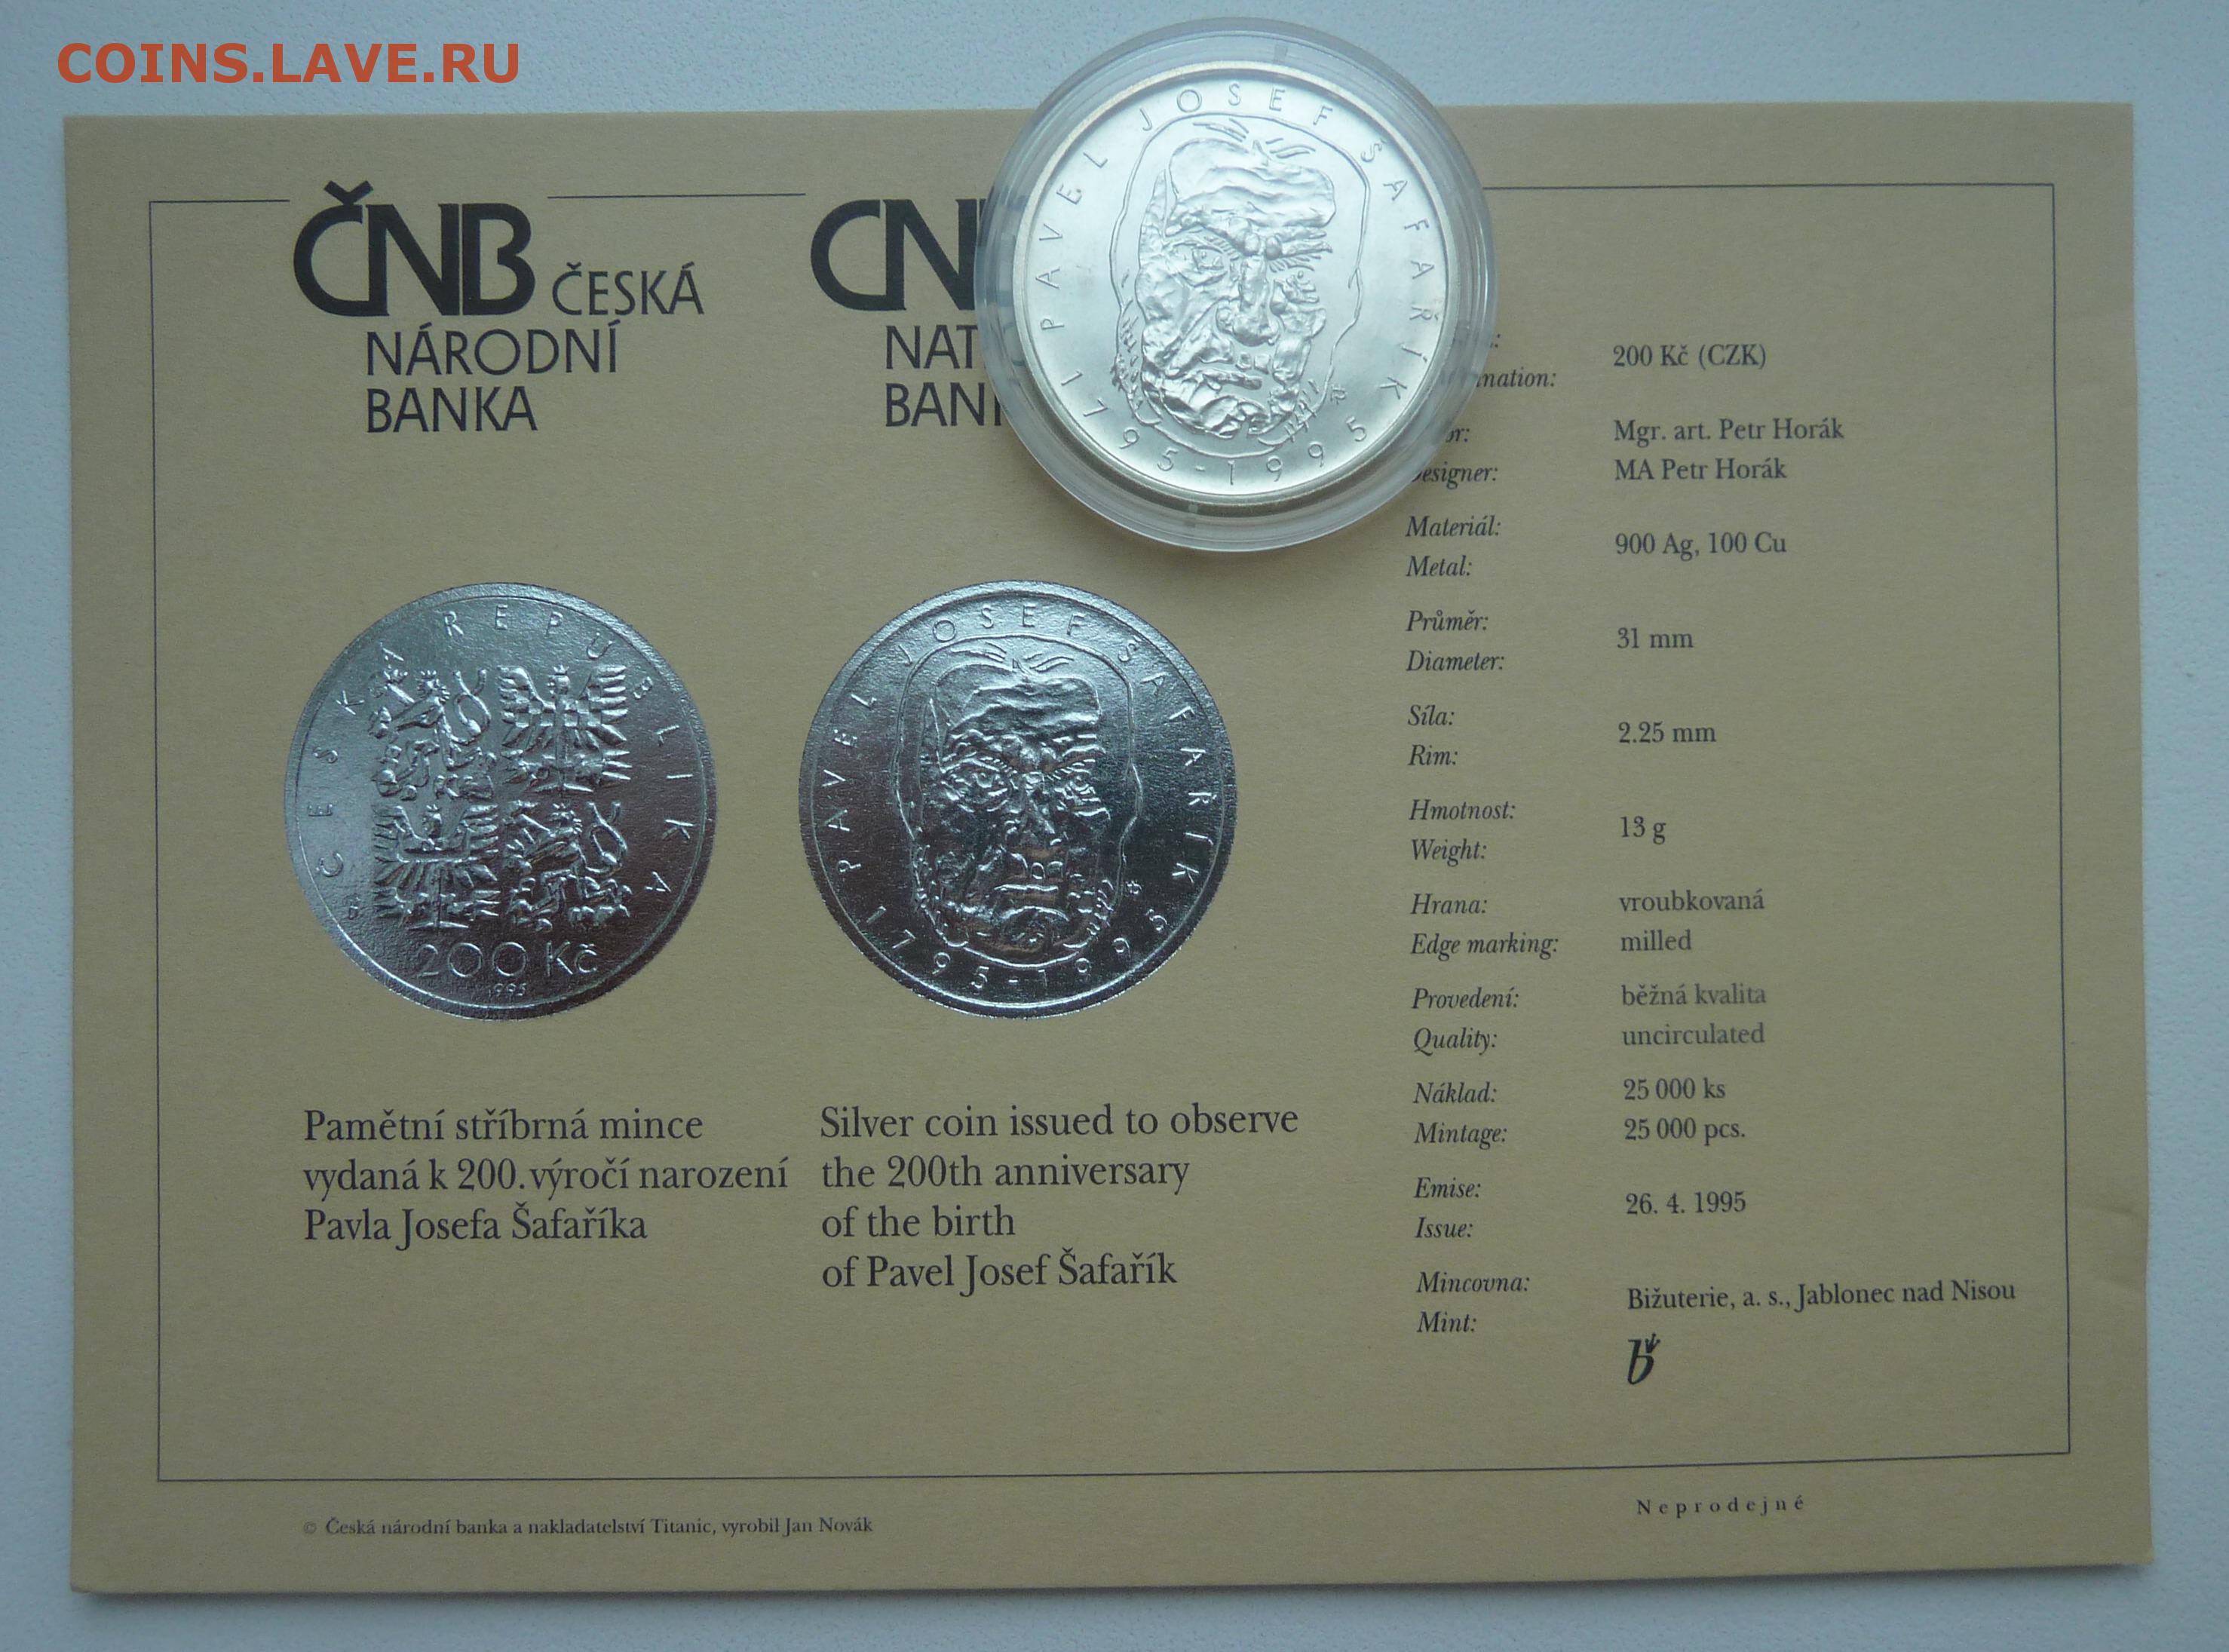 COINS.LAVE.RU
ČNB ČESKÁ
NÁRODNÍ
BANKA
PAVEL JOSEF ŠAFAŘÍK
1795-1995
ČESKÁ REPUBLIKA
200 Kč
1995
PAVEL JOSEF ŠAFAŘÍK
1795-1995
Pamětní stříbrná mince
vydaná k 200. výročí narození
Pavla Josefa Šafaříka
Silver coin issued to observe
the 200th anniversary
of the birth
of Pavel Josef Šafařík
200 Kč (CZK)
Mgr. art. Petr Horák
MA Petr Horák
Materiál:
Metal:
900 Ag, 100 Cu
Průměr:
Diameter:
31 mm
Síla:
Rim:
2.25 mm
Hmotnost:
Weight:
13 g
Hrana: vroubkovaná
Edge marking: milled
Provedení: běžná kvalita
Quality: uncirculated
Náklad: 25 000 ks
Mintage: 25 000 pcs.
Emise:
Issue:
26. 4. 1995
Mincovna:
Mint:
Bižuterie, a. s., Jablonec nad Nisou
© Česká národní banka a nakladatelství Titanic, vyrobil Jan Novák
Neprodejné